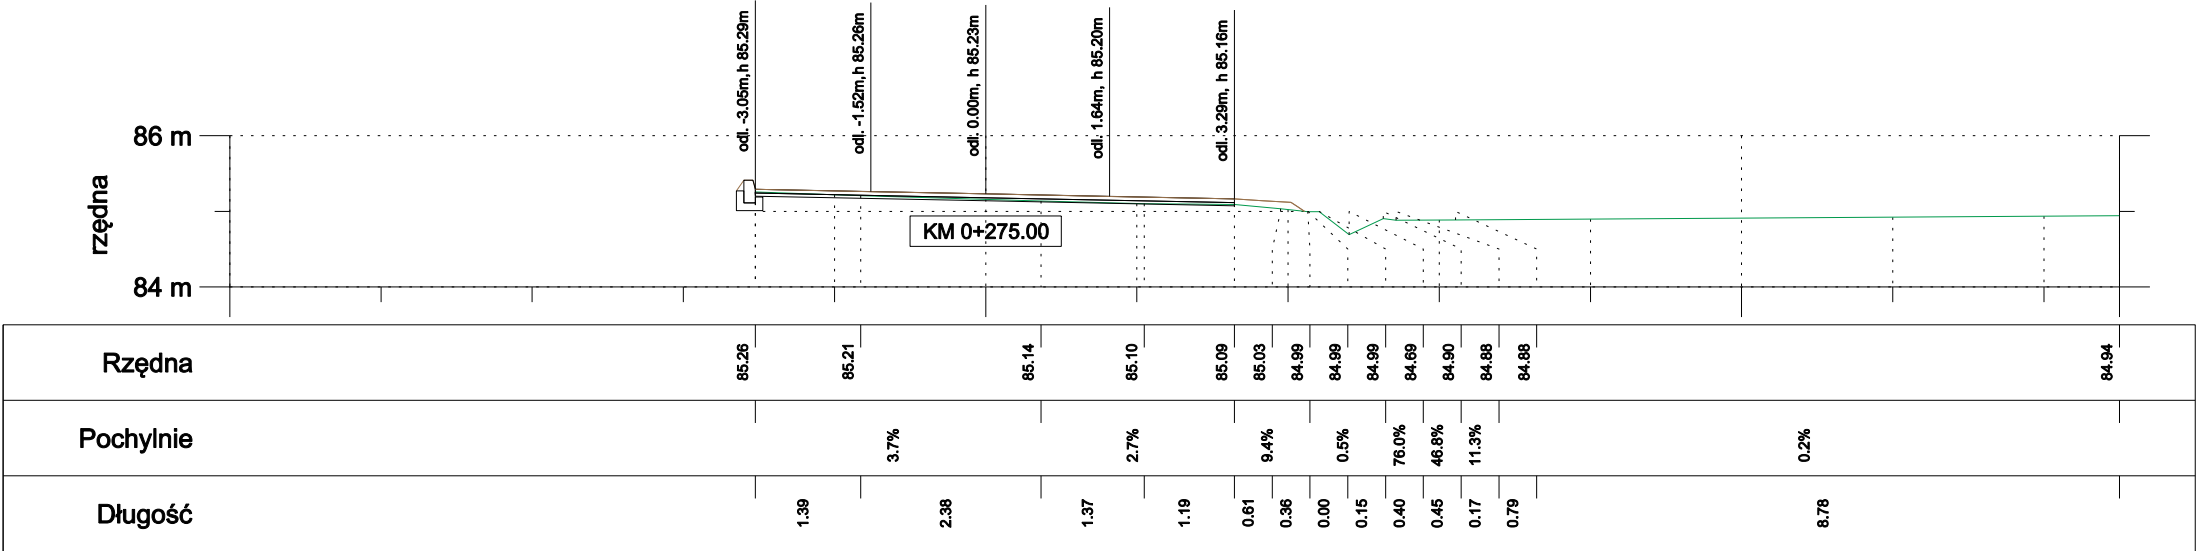 odl. -3.05m,h 85.29m
odl. -1.52m,h 85.26m
odl. 0.00m, h 85.23m
odl. 1.64m, h 85.20m
odl. 3.29m, h 85.16m
86 m
rzędna
KM 0+275.00
84 m
Rzędna 85.26 85.21 85.14 85.10 85.09 85.03 84.99 84.99 84.99 84.69 84.90 84.88 84.88 84.94
Pochylnie 3.7% 2.7% 9.4% 0.5% 76.0% 46.8% 11.3% 0.2%
Długość 1.39 2.38 1.37 1.19 0.61 0.36 0.00 0.15 0.40 0.45 0.17 0.79 8.78